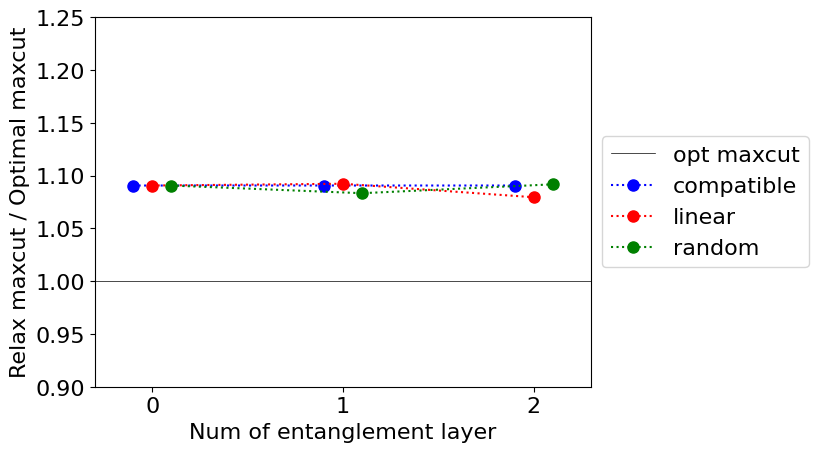 Relax maxcut / Optimal maxcut
1.25
1.20
1.15
1.10
1.05
1.00
0.95
0.90
0
1
2
Num of entanglement layer
opt maxcut
compatible
linear
random